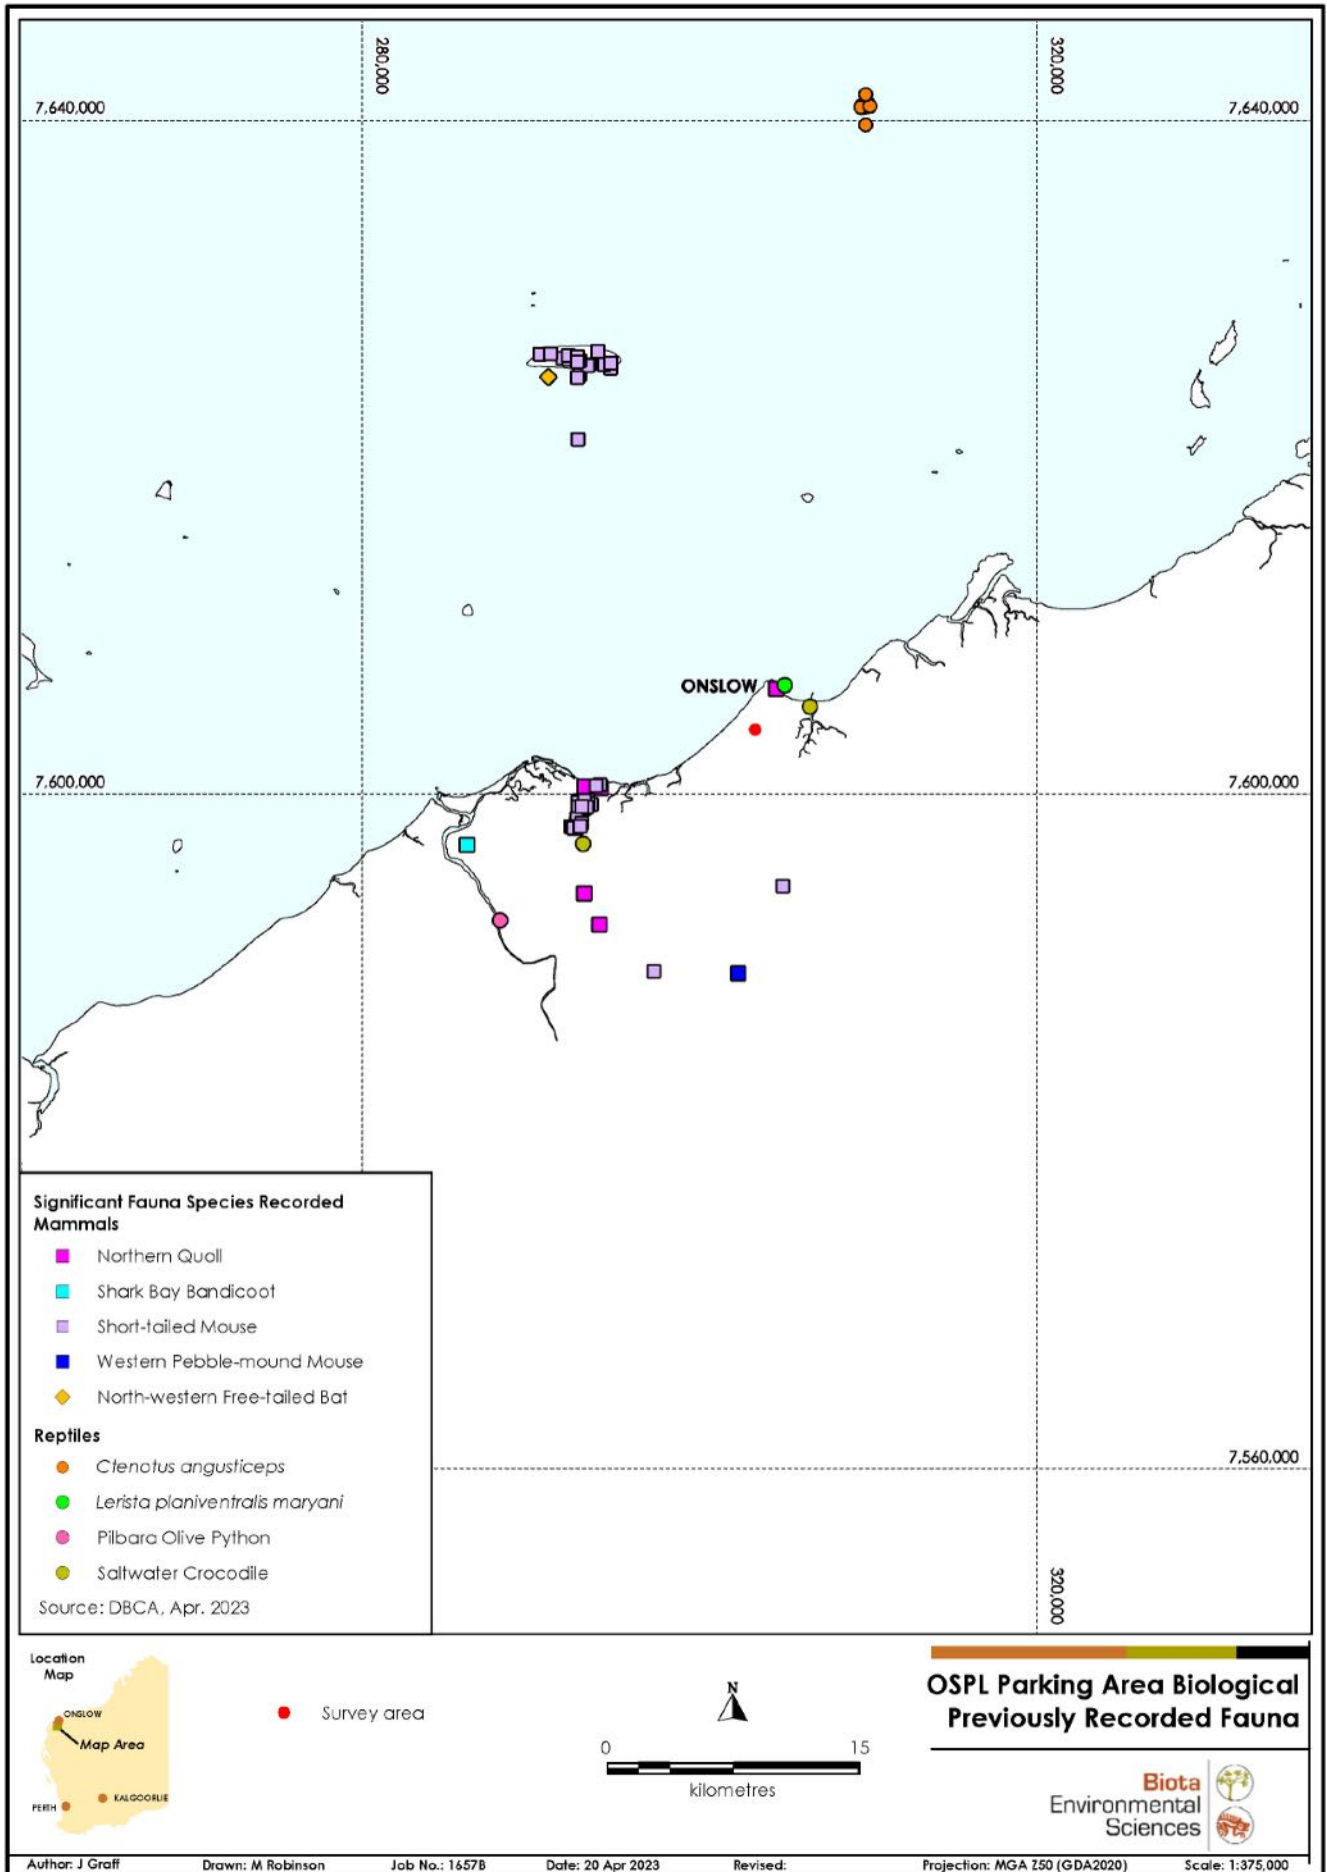 280,000
320,000
7,640,000
7,640,000
ONSLOW
7,600,000
7,600,000
7,560,000
320,000
Significant Fauna Species Recorded
Mammals
Northern Quoll
Shark Bay Bandicoot
Short-tailed Mouse
Western Pebble-mound Mouse
North-western Free-tailed Bat
Reptiles
Ctenotus angusticeps
Lerista planiventralis maryani
Pilbara Olive Python
Saltwater Crocodile
Source: DBCA, Apr. 2023
Location
Map
ONSLOW
Map Area
PERTH
KALGOORLIE
Survey area
N
0 15
kilometres
OSPL Parking Area Biological
Previously Recorded Fauna
Biota
Environmental
Sciences
Author: J Graff Drawn: M Robinson Job No.: 1657B Date: 20 Apr 2023 Revised: Projection: MGA Z50 (GDA2020) Scale: 1:375,000